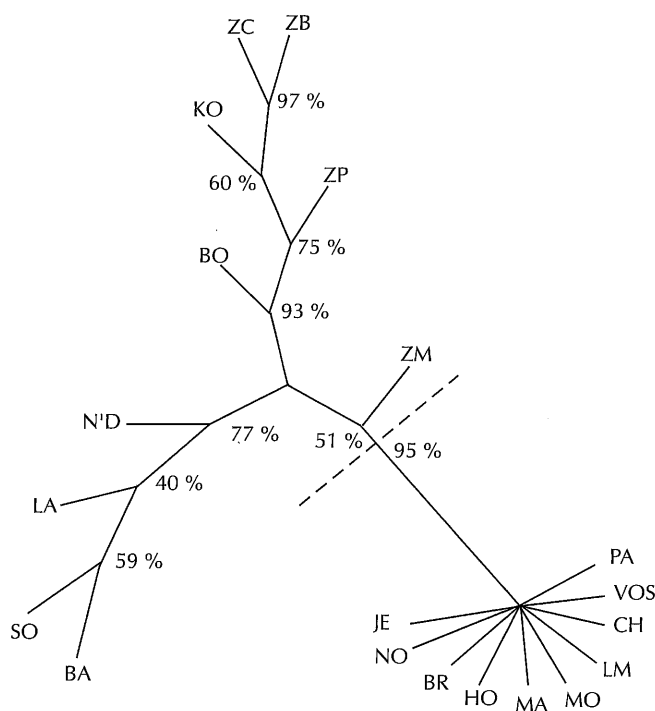 ZC
ZB
97 %
KO
60 %
ZP
75 %
BO
93 %
ZM
N'D
77 %
51 %
95 %
40 %
LA
59 %
PA
VOS
SO
JE
CH
NO
BA
LM
BR
HO
MA
MO